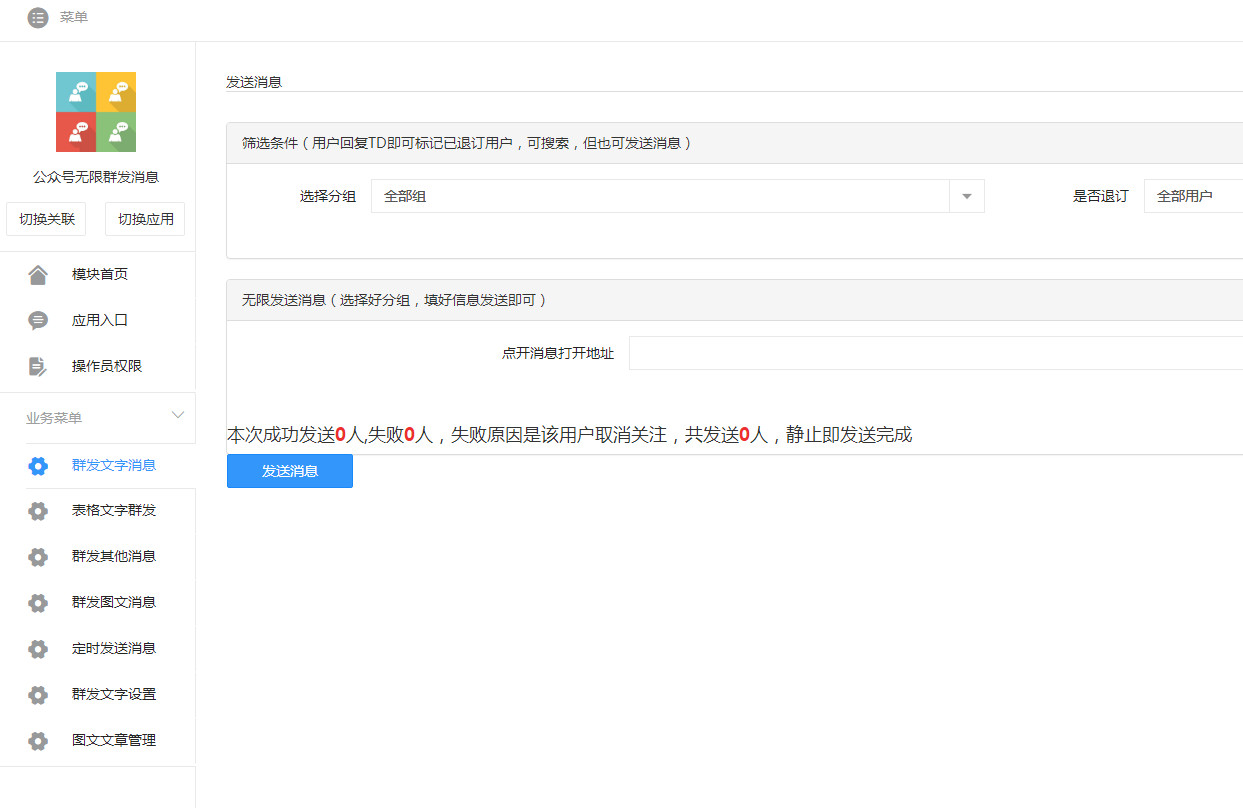 菜单
公众号无限群发消息
切换关联 切换应用
模块首页
应用入口
操作员权限
业务菜单
群发文字消息
表格文字群发
群发其他消息
群发图文消息
定时发送消息
群发文字设置
图文文章管理
发送消息
筛选条件（用户回复TD即可标记已退订用户，可搜索，但也可发送消息）
选择分组 全部组 是否退订 全部用户
无限发送消息（选择好分组，填好信息发送即可）
点开消息打开地址
本次成功发送0人,失败0人，失败原因是该用户取消关注，共发送0人，静止即发送完成
发送消息